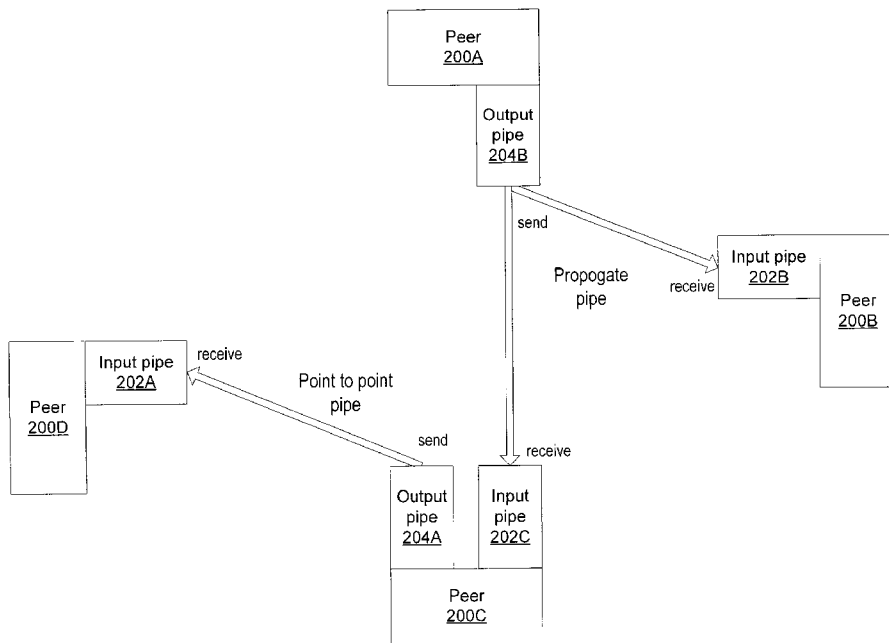 Peer
200A
Output
pipe
204B
send
Propogate
pipe
receive
Input pipe
202B
Peer
200B
Input pipe
202A
receive
Peer
200D
Point to point
pipe
send
receive
Output
pipe
204A
Input
pipe
202C
Peer
200C